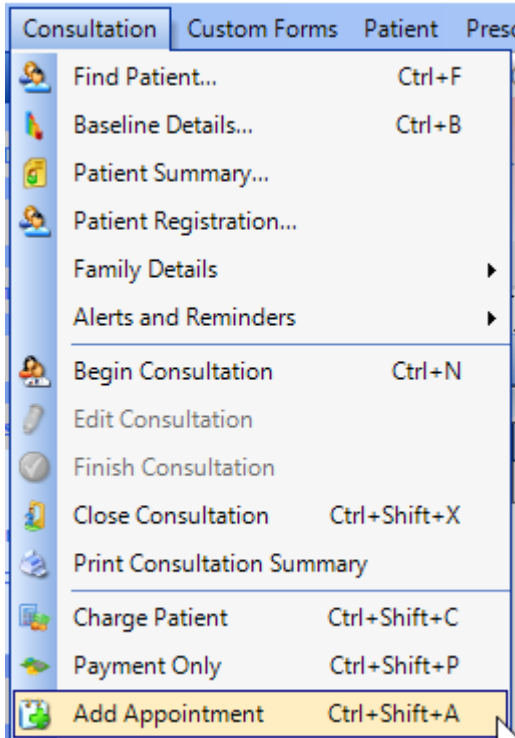 Consultation Custom Forms Patient
Find Patient... Ctrl+F
Baseline Details... Ctrl+B
Patient Summary...
Patient Registration...
Family Details
Alerts and Reminders
Begin Consultation Ctrl+N
Edit Consultation
Finish Consultation
Close Consultation Ctrl+Shift+X
Print Consultation Summary
Charge Patient Ctrl+Shift+C
Payment Only Ctrl+Shift+P
Add Appointment Ctrl+Shift+A